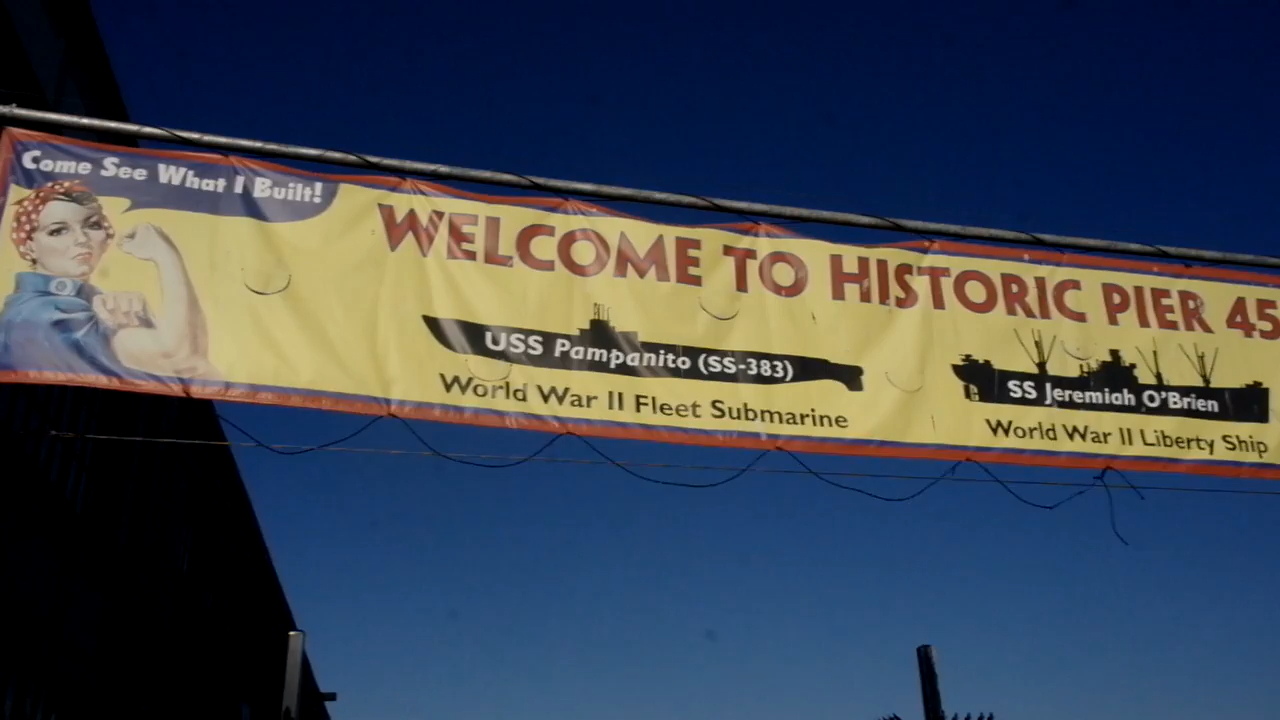 Come See What I Built!
WELCOME TO HISTORIC PIER 45
USS Pampanito (SS-383)
World War II Fleet Submarine
SS Jeremiah O'Brien
World War II Liberty Ship